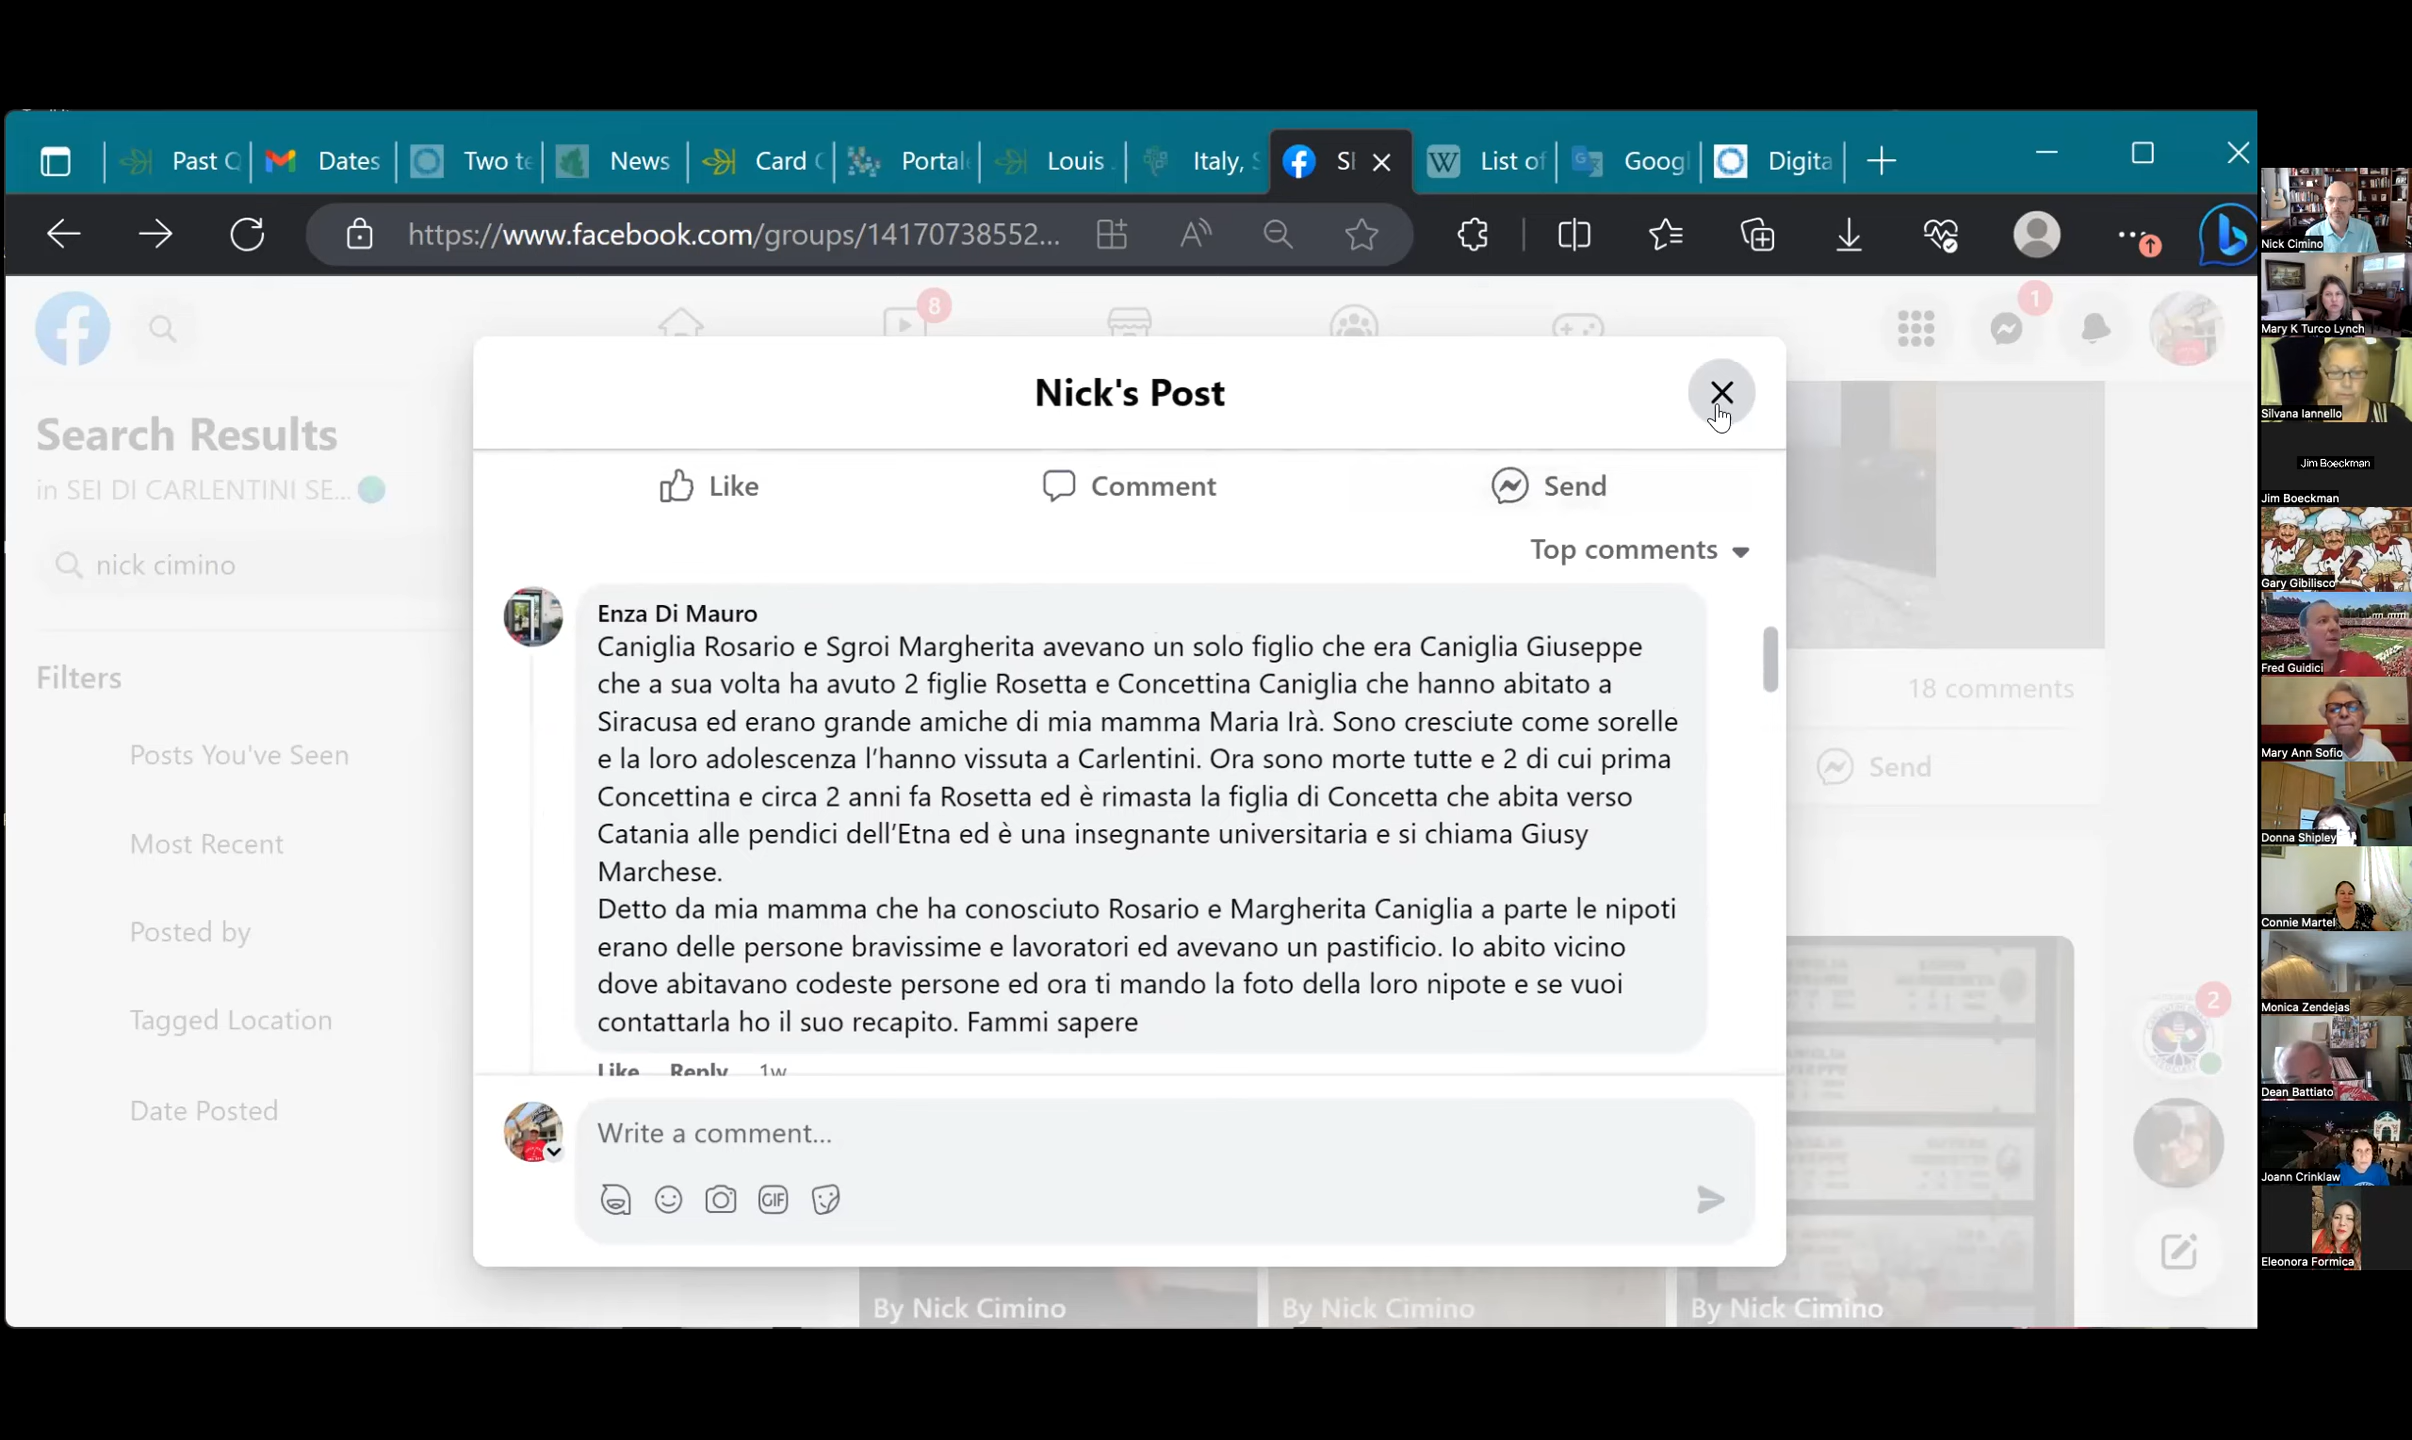 Past Q
Dates
Two te
News
Card C
Portal
Louis
Italy, S
SI
List of
Googl
Digita
https://www.facebook.com/groups/14170738552...
8
1
Search Results
in SEI DI CARLENTINI SE...
nick cimino
Filters
Posts You've Seen
Most Recent
Posted by
Tagged Location
Date Posted
Nick's Post
Like
Comment
Send
Top comments
Enza Di Mauro
Caniglia Rosario e Sgroi Margherita avevano un solo figlio che era Caniglia Giuseppe
che a sua volta ha avuto 2 figlie Rosetta e Concettina Caniglia che hanno abitato a
Siracusa ed erano grande amiche di mia mamma Maria Irà. Sono cresciute come sorelle
e la loro adolescenza l'hanno vissuta a Carlentini. Ora sono morte tutte e 2 di cui prima
Concettina e circa 2 anni fa Rosetta ed è rimasta la figlia di Concetta che abita verso
Catania alle pendici dell'Etna ed è una insegnante universitaria e si chiama Giusy
Marchese.
Detto da mia mamma che ha conosciuto Rosario e Margherita Caniglia a parte le nipoti
erano delle persone bravissime e lavoratori ed avevano un pastificio. Io abito vicino
dove abitavano codeste persone ed ora ti mando la foto della loro nipote e se vuoi
contattarla ho il suo recapito. Fammi sapere
Like Reply 1w
Write a comment...
GIF
18 comments
Send
2
By Nick Cimino
By Nick Cimino
By Nick Cimino
Nick Cimino
Mary K Turco Lynch
Silvana Iannello
Jim Boeckman
Jim Boeckman
Gary Gibilisco
Fred Guidici
Mary Ann Sofio
Donna Shipley
Connie Martel
Monica Zendejas
Dean Battiato
Joann Crinklaw
Eleonora Formica